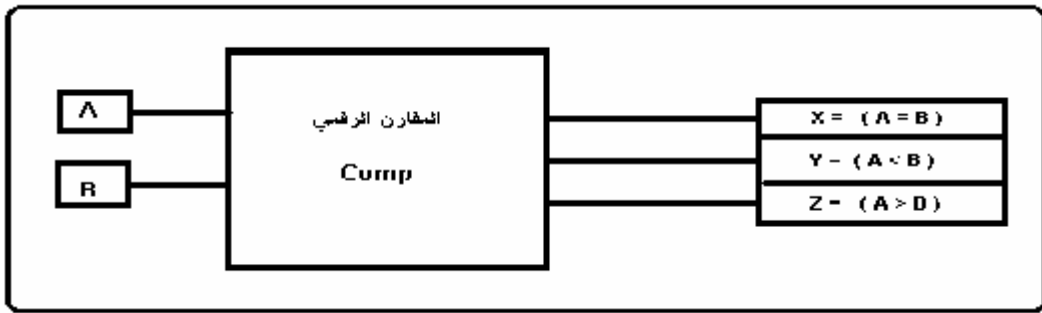 A
B
المقارن الرقمي
Comp
X = (A = B)
Y = (A < B)
Z = (A > B)